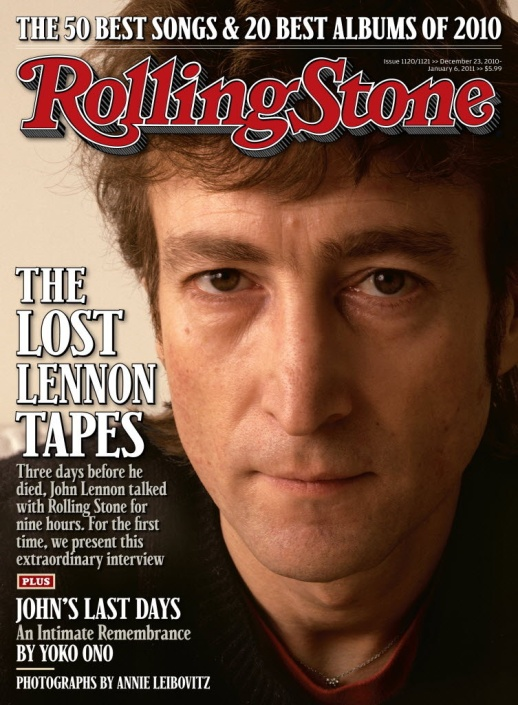 THE 50 BEST SONGS & 20 BEST ALBUMS OF 2010
Issue 1120/1121 >> December 23, 2010-
January 6, 2011 >> $5.99
RollingStone
THE
LOST
LENNON
TAPES
Three days before he
died, John Lennon talked
with Rolling Stone for
nine hours. For the first
time, we present this
extraordinary interview
PLUS
JOHN'S LAST DAYS
An Intimate Remembrance
BY YOKO ONO
PHOTOGRAPHS BY ANNIE LEIBOVITZ